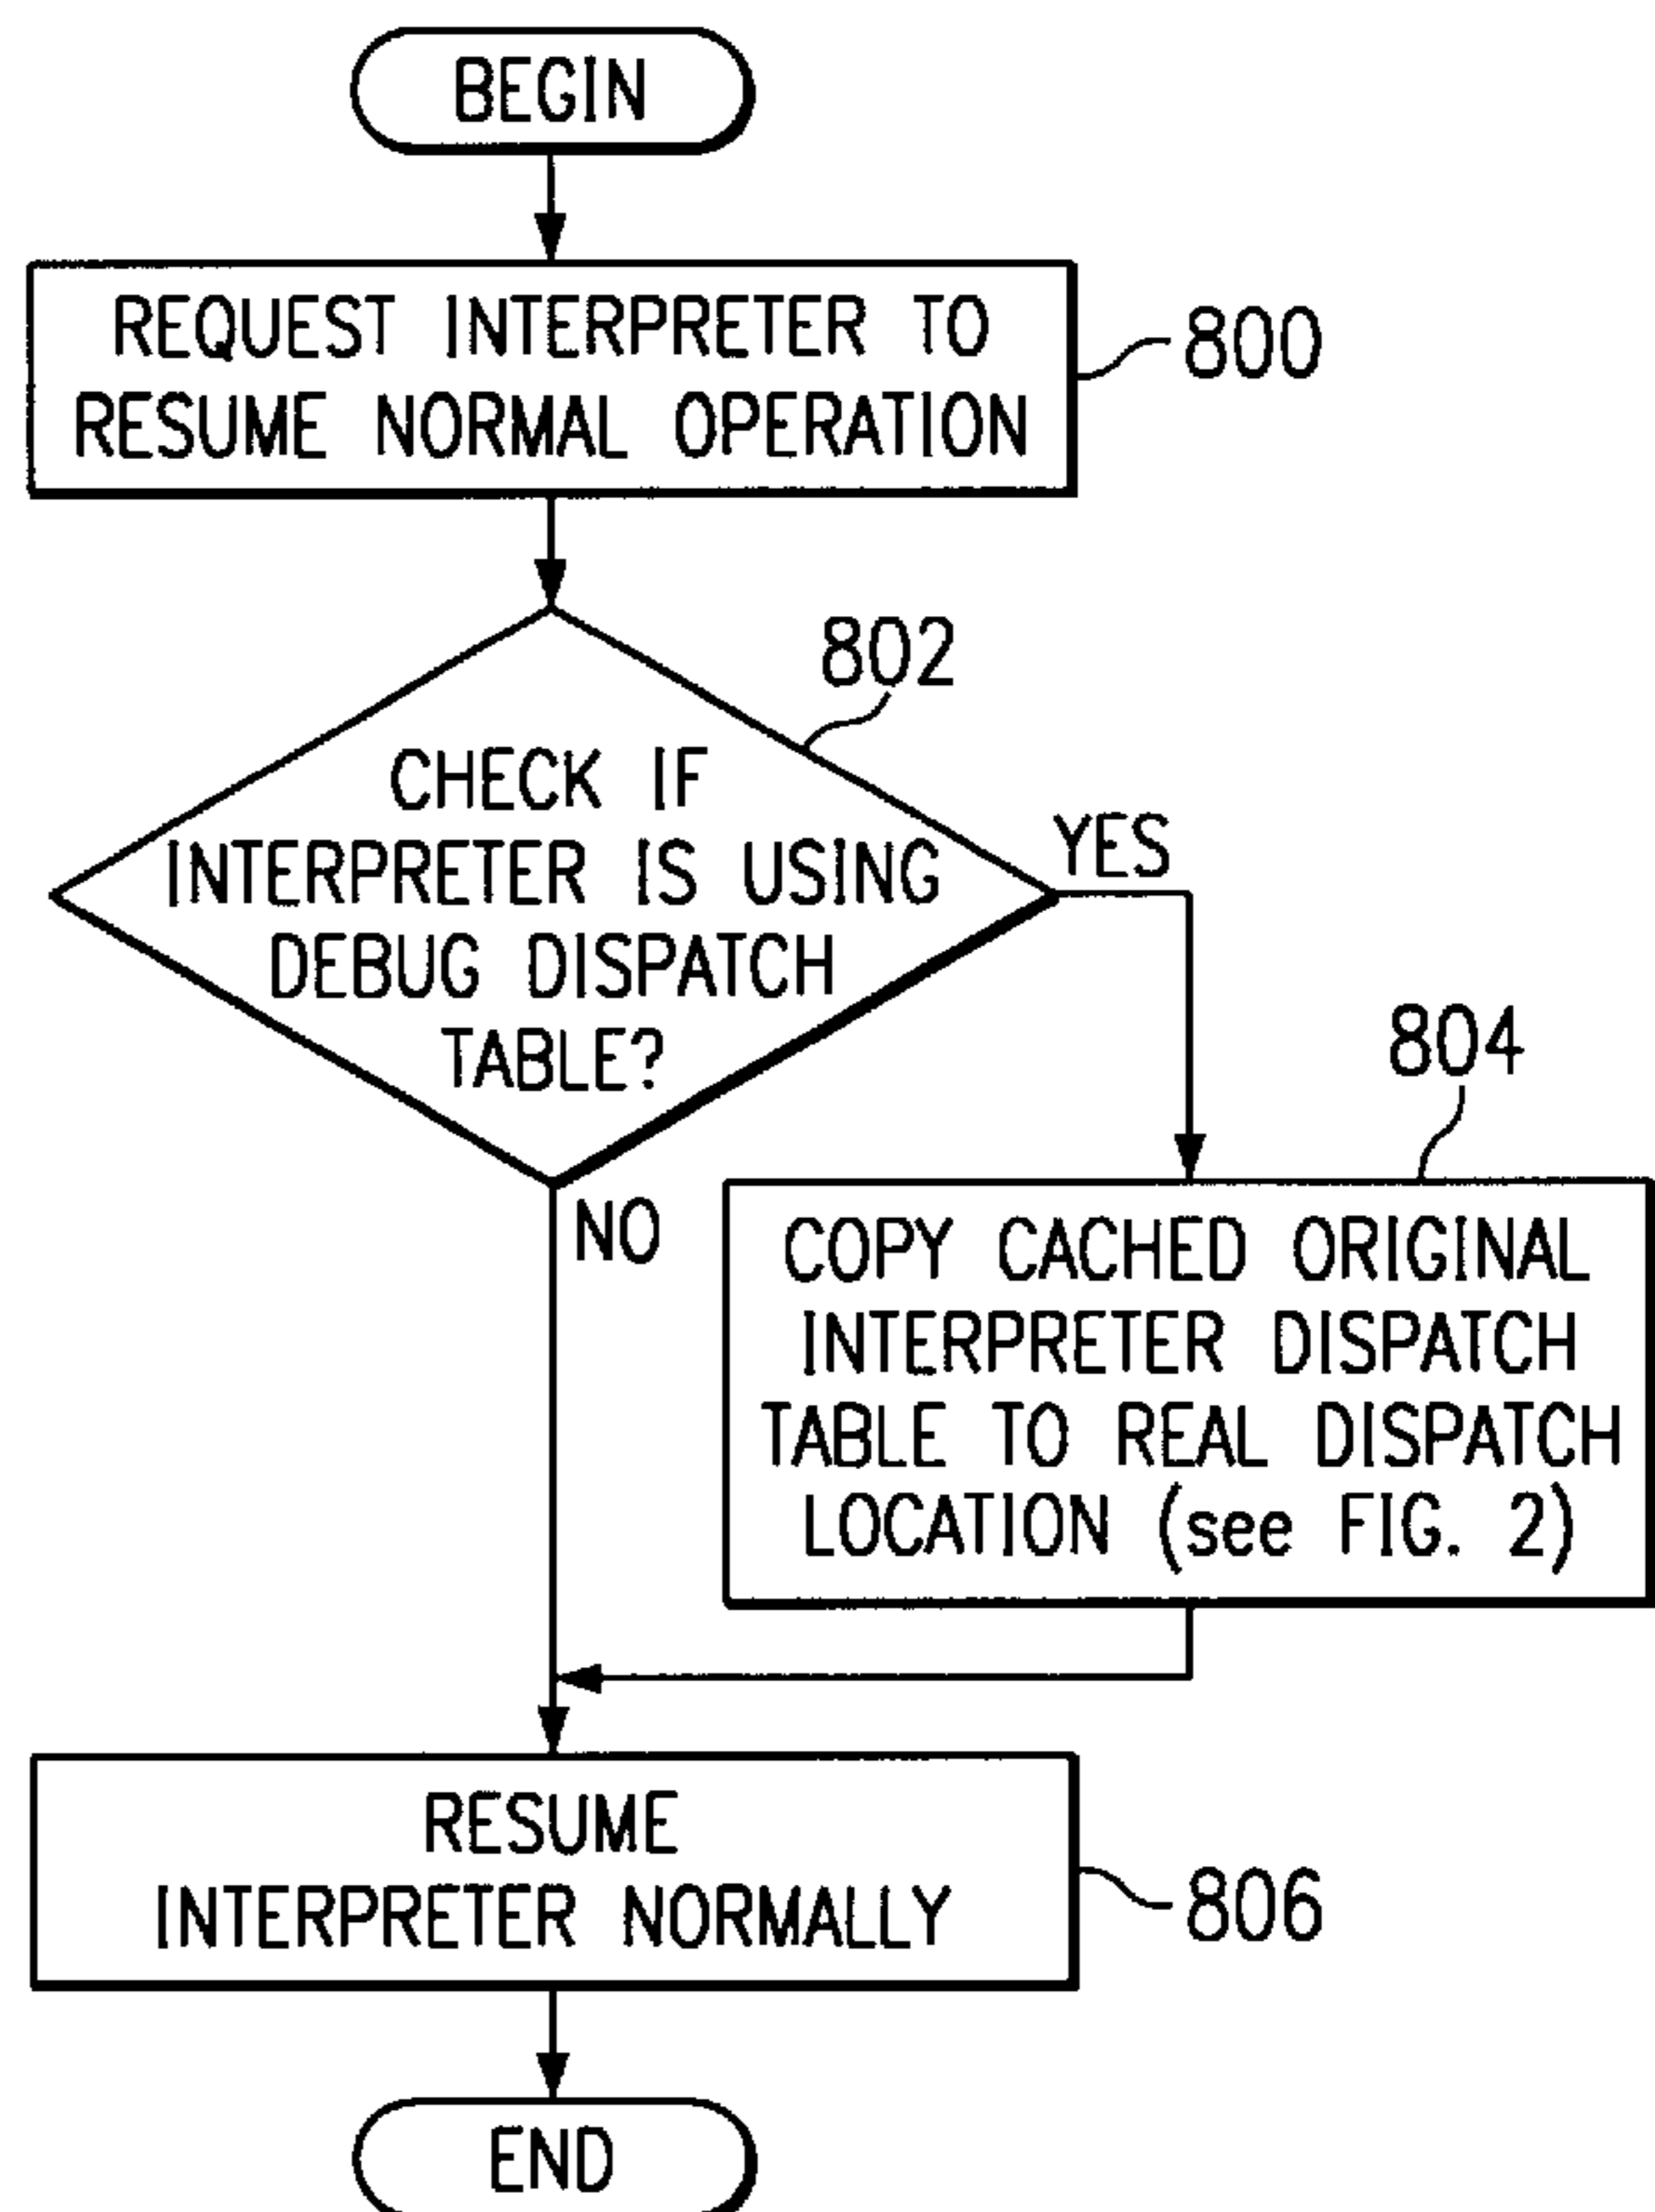 BEGIN
REQUEST INTERPRETER TO
RESUME NORMAL OPERATION
800
802
CHECK IF
INTERPRETER IS USING
DEBUG DISPATCH
TABLE?
YES
NO
804
COPY CACHED ORIGINAL
INTERPRETER DISPATCH
TABLE TO REAL DISPATCH
LOCATION (see FIG. 2)
RESUME
INTERPRETER NORMALLY
806
END